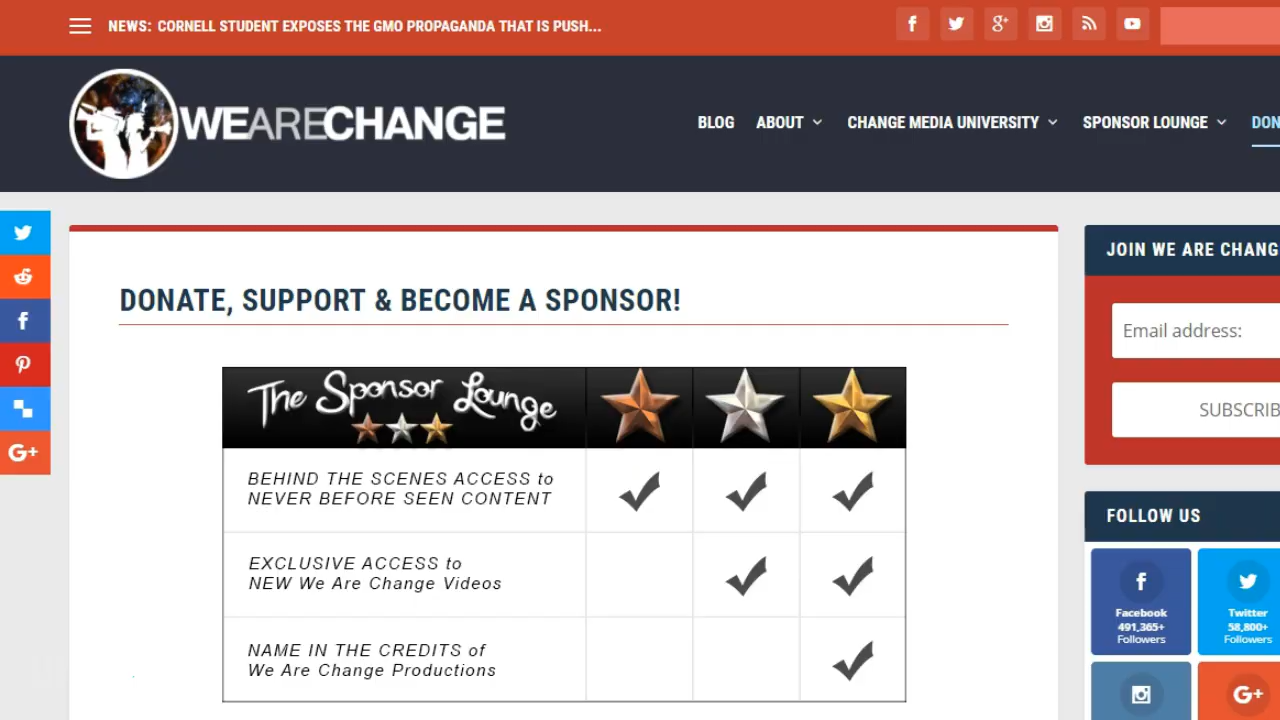 NEWS: CORNELL STUDENT EXPOSES THE GMO PROPAGANDA THAT IS PUSH...
WEARECHANGE
BLOG ABOUT CHANGE MEDIA UNIVERSITY SPONSOR LOUNGE DON
DONATE, SUPPORT & BECOME A SPONSOR!
The Sponsor Lounge
BEHIND THE SCENES ACCESS to
NEVER BEFORE SEEN CONTENT
EXCLUSIVE ACCESS to
NEW We Are Change Videos
NAME IN THE CREDITS of
We Are Change Productions
JOIN WE ARE CHANG
Email address:
SUBSCRIB
FOLLOW US
Facebook
491,365+
Followers
Twitter
58,800+
Followers